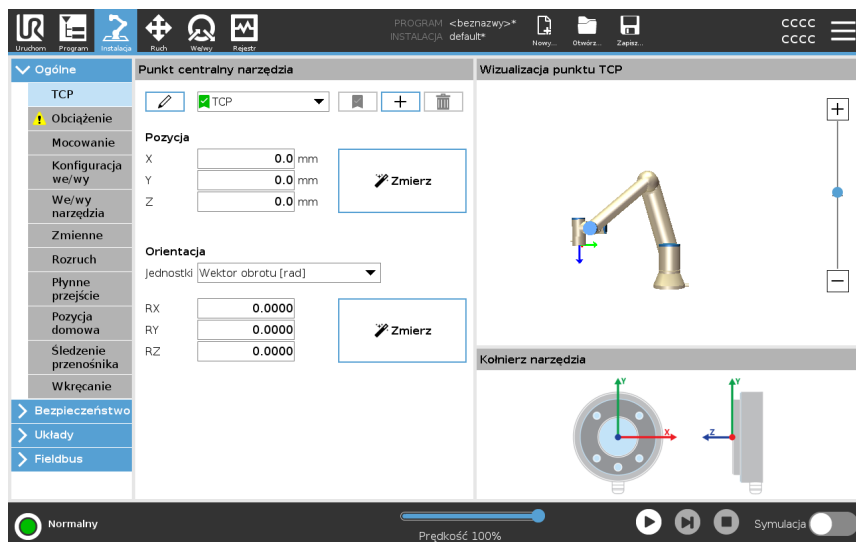 PROGRAM <beznazwy>*
INSTALACJA default*
CCCC
CCCC
Uruchom Program Instalacja Ruch We/wy Rejestr Nowy... Otwórz... Zapisz...
Ogólne
TCP
Obciążenie
Mocowanie
Konfiguracja
we/wy
We/wy
narzędzia
Zmienne
Rozruch
Płynne
przejście
Pozycja
domowa
Śledzenie
przenośnika
Wkręcanie
Bezpieczeństwo
Układy
Fieldbus
Punkt centralny narzędzia
TCP
Pozycja
X 0.0 mm
Y 0.0 mm
Z 0.0 mm
Zmierz
Orientacja
Jednostki Wektor obrotu [rad]
RX 0.0000
RY 0.0000
RZ 0.0000
Zmierz
Wizualizacja punktu TCP
Kołnierz narzędzia
Y
X
Y
Z
Normalny
Prędkość 100%
Symulacja